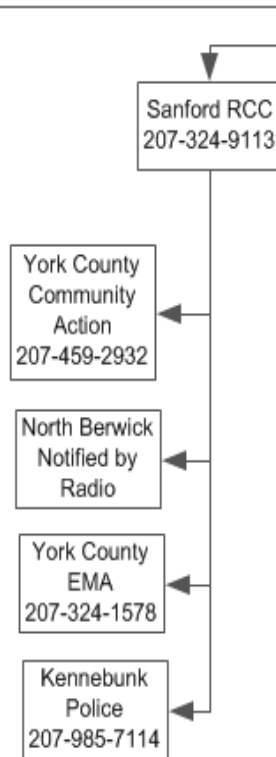 Sanford RCC
207-324-9113
York County
Community
Action
207-459-2932
North Berwick
Notified by
Radio
York County
EMA
207-324-1578
Kennebunk
Police
207-985-7114